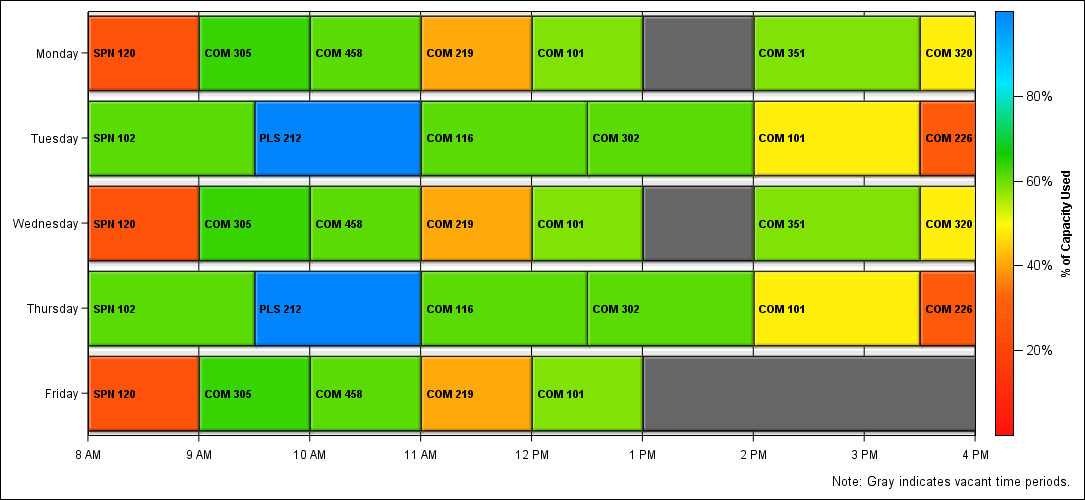 Monday
SPN 120 COM 305 COM 458 COM 219 COM 101 COM 351 COM 320
Tuesday
SPN 102 PLS 212 COM 116 COM 302 COM 101 COM 226
Wednesday
SPN 120 COM 305 COM 458 COM 219 COM 101 COM 351 COM 320
Thursday
SPN 102 PLS 212 COM 116 COM 302 COM 101 COM 226
Friday
SPN 120 COM 305 COM 458 COM 219 COM 101
8 AM 9 AM 10 AM 11 AM 12 PM 1 PM 2 PM 3 PM 4 PM
80%
60%
40%
20%
% of Capacity Used
Note: Gray indicates vacant time periods.